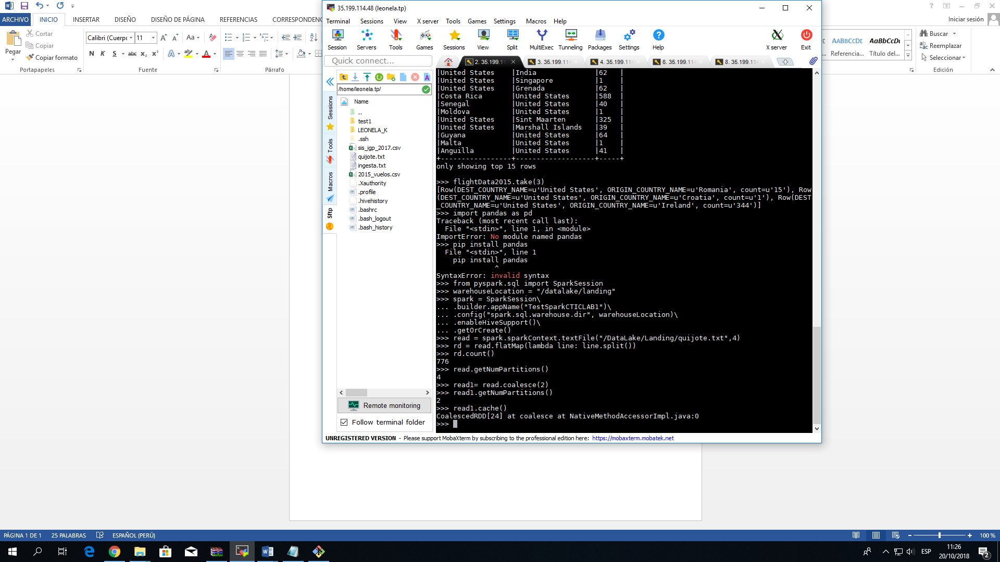 35.199.114.48 (leonela.tp)
ARCHIVO INICIO INSERTAR DISEÑO DISEÑO DE PÁGINA REFERENCIAS CORRESPONDENC
Iniciar sesión
Terminal Sessions View X server Tools Games Settings Macros Help
Pegar
Cortar
Copiar
Copiar formato
Portapapeles
Calibri (Cuerpo 11
Aa
N K S abc x₂ x²
Fuente
Párrafo
Session Servers Tools Games Sessions View Split MultiExec Tunneling Packages Settings Help X server Exit
AABBCCDE AaBbCcDc
Referencia... Título del...
Buscar
Reemplazar
Seleccionar
Edición
Quick connect...
2. 35.199.11 3. 35.199.114 4. 35.199.114 6. 35.199.114 8. 35.199.114
/home/leonela.tp/
Name
..
test1
LEONELA_K
.ssh
sis_igp_2017.csv
quijote.txt
ingesta.txt
2015_vuelos.csv
.Xauthority
.profile
.hivehistory
.bashrc
.bash_logout
.bash_history
Sessions
Tools
Macros
Sftp
Remote monitoring
Follow terminal folder
|United States    |India              |62   |
|United States    |Singapore          |1    |
|United States    |Grenada            |62   |
|Costa Rica       |United States      |588  |
|Senegal          |United States      |40   |
|Moldova          |United States      |1    |
|United States    |Sint Maarten       |325  |
|United States    |Marshall Islands   |39   |
|Guyana           |United States      |64   |
|Malta            |United States      |1    |
|Anguilla         |United States      |41   |
+-----------------+-------------------+-----+
only showing top 15 rows
>>> flightData2015.take(3)
[Row(DEST_COUNTRY_NAME=u'United States', ORIGIN_COUNTRY_NAME=u'Romania', count=u'15'), Row
(DEST_COUNTRY_NAME=u'United States', ORIGIN_COUNTRY_NAME=u'Croatia', count=u'1'), Row(DEST
_COUNTRY_NAME=u'United States', ORIGIN_COUNTRY_NAME=u'Ireland', count=u'344')]
>>> import pandas as pd
Traceback (most recent call last):
  File "<stdin>", line 1, in <module>
ImportError: No module named pandas
>>> pip install pandas
  File "<stdin>", line 1
    pip install pandas
              ^
SyntaxError: invalid syntax
>>> from pyspark.sql import SparkSession
>>> warehouseLocation = "/datalake/landing"
>>> spark = SparkSession\
... .builder.appName("TestSparkCTICLAB1")\
... .config("spark.sql.warehouse.dir", warehouseLocation)\
... .enableHiveSupport()\
... .getOrCreate()
>>> read = spark.sparkContext.textFile("/DataLake/Landing/quijote.txt",4)
>>> rd = read.flatMap(lambda line: line.split())
>>> rd.count()
776
>>> read.getNumPartitions()
4
>>> read1= read.coalesce(2)
>>> read1.getNumPartitions()
2
>>> read1.cache()
CoalescedRDD[24] at coalesce at NativeMethodAccessorImpl.java:0
>>>
UNREGISTERED VERSION - Please support MobaXterm by subscribing to the professional edition here: https://mobaxterm.mobatek.net
PÁGINA 1 DE 1 25 PALABRAS ESPAÑOL (PERÚ) 100 %
ESP
11:26
20/10/2018
2